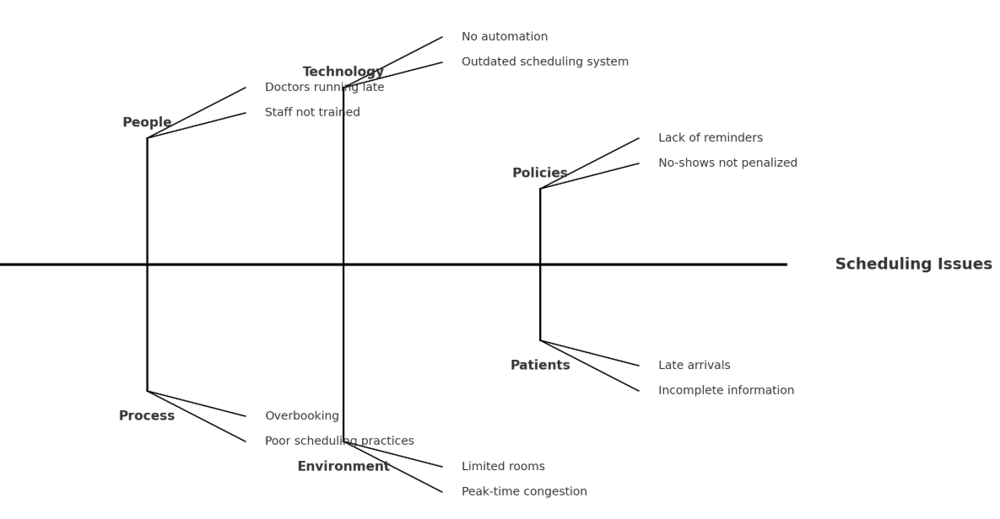 No automation
Outdated scheduling system
Technology
Doctors running late
Staff not trained
People
Lack of reminders
No-shows not penalized
Policies
Scheduling Issues
Patients
Late arrivals
Incomplete information
Process
Overbooking
Poor scheduling practices
Environment
Limited rooms
Peak-time congestion